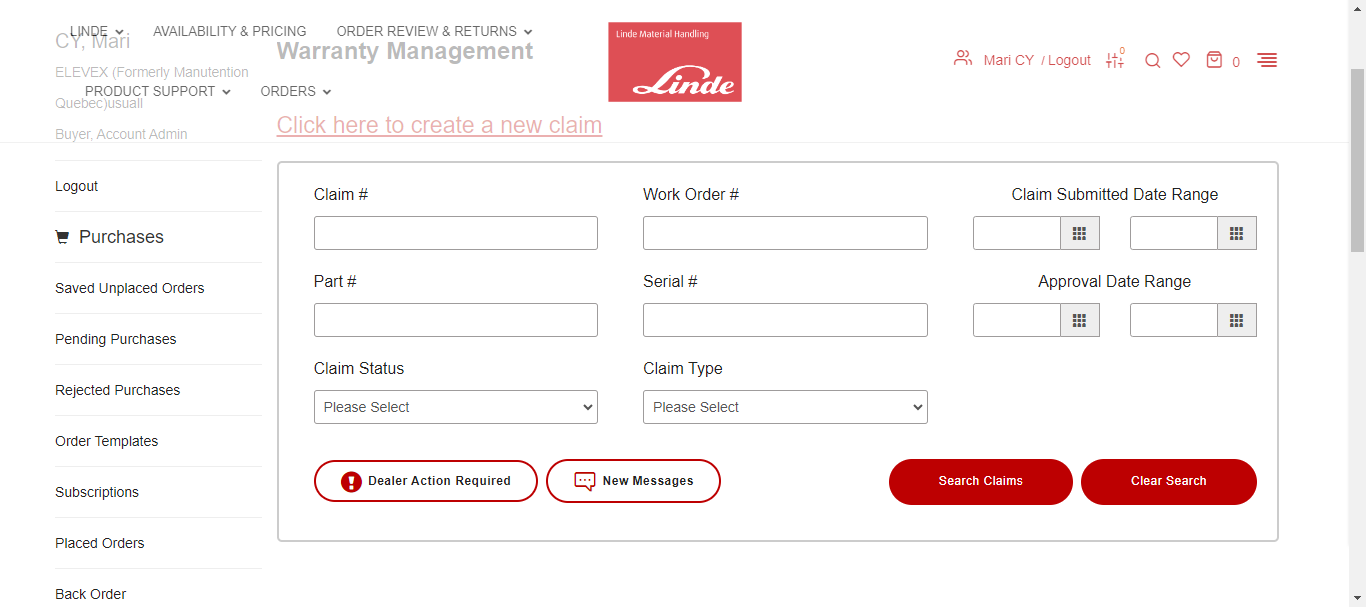 LINDE
AVAILABILITY & PRICING
ORDER REVIEW & RETURNS
PRODUCT SUPPORT
ORDERS
Linde Material Handling
Linde
Mari CY / Logout
0
0
CY, Mari
ELEVEX (Formerly Manutention
Quebec)usuall
Buyer, Account Admin
Logout
Purchases
Saved Unplaced Orders
Pending Purchases
Rejected Purchases
Order Templates
Subscriptions
Placed Orders
Back Order
Warranty Management
Click here to create a new claim
Claim #
Work Order #
Claim Submitted Date Range
Part #
Serial #
Approval Date Range
Claim Status
Claim Type
Please Select
Please Select
Dealer Action Required
New Messages
Search Claims
Clear Search